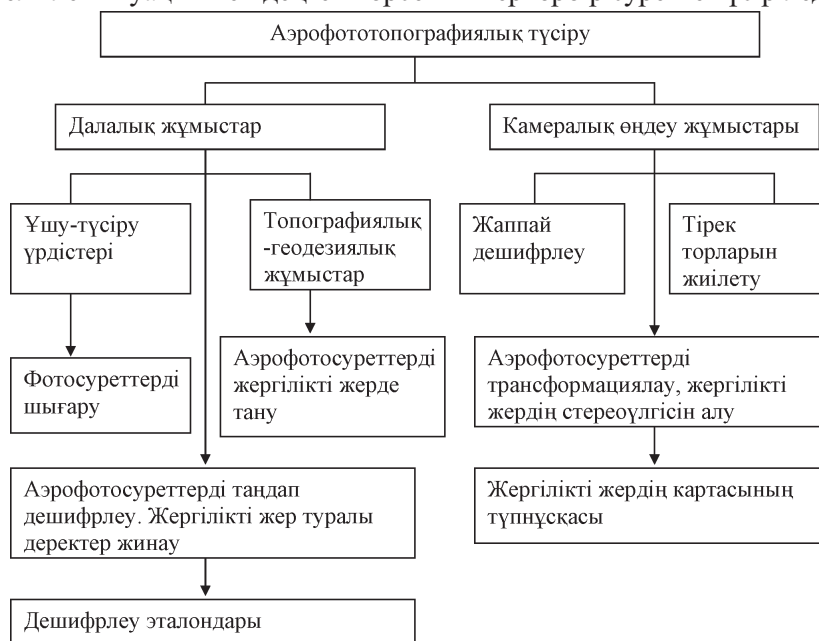 Аэрофототопографиялық түсіру
Далалық жұмыстар
Камералық өңдеу жұмыстары
Ұшу-түсіру
үрдістері
Топографиялық
-геодезиялық
жұмыстар
Жаппай
дешифрлеу
Тірек
торларын
жиілету
Фотосуреттерді
шығару
Аэрофотосуреттерді
жергілікті жерде
тану
Аэрофотосуреттерді
трансформациялау, жергілікті
жердің стереоүлгісін алу
Аэрофотосуреттерді таңдап
дешифрлеу. Жергілікті жер туралы
деректер жинау
Жергілікті жердің картасының
түпнұсқасы
Дешифрлеу эталондары